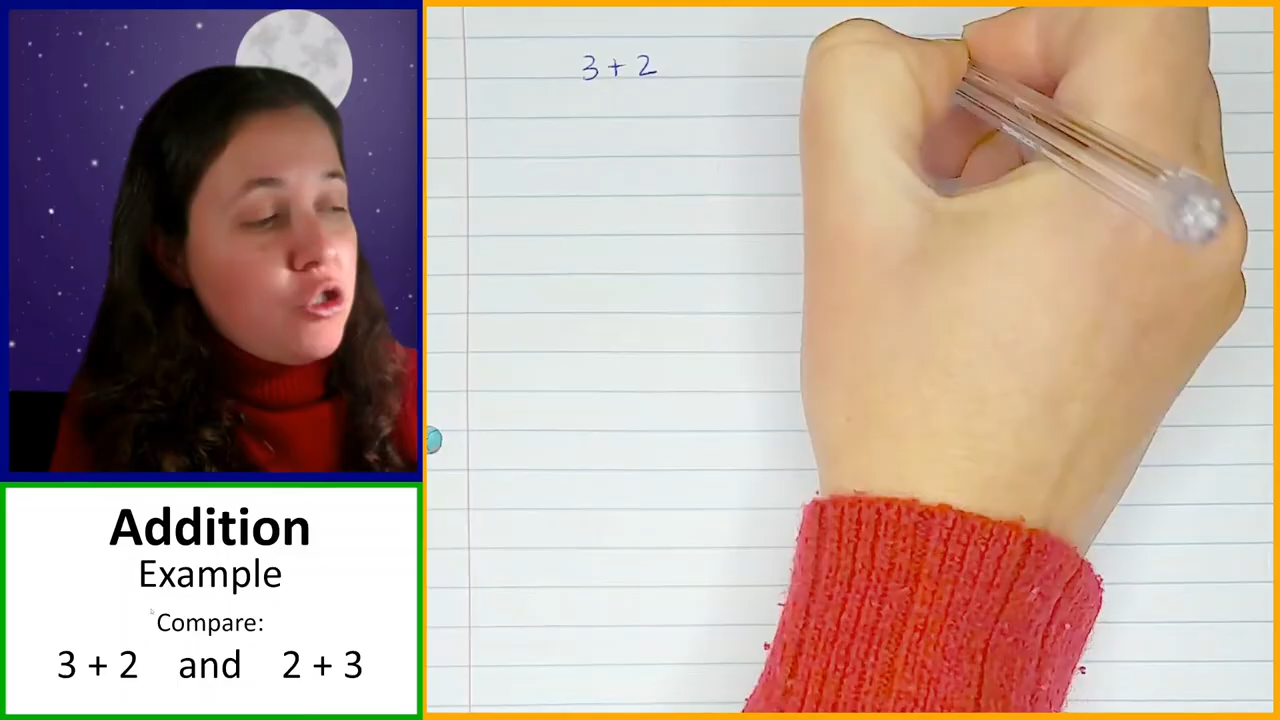 3 + 2
Addition
Example
Compare:
3 + 2 and 2 + 3